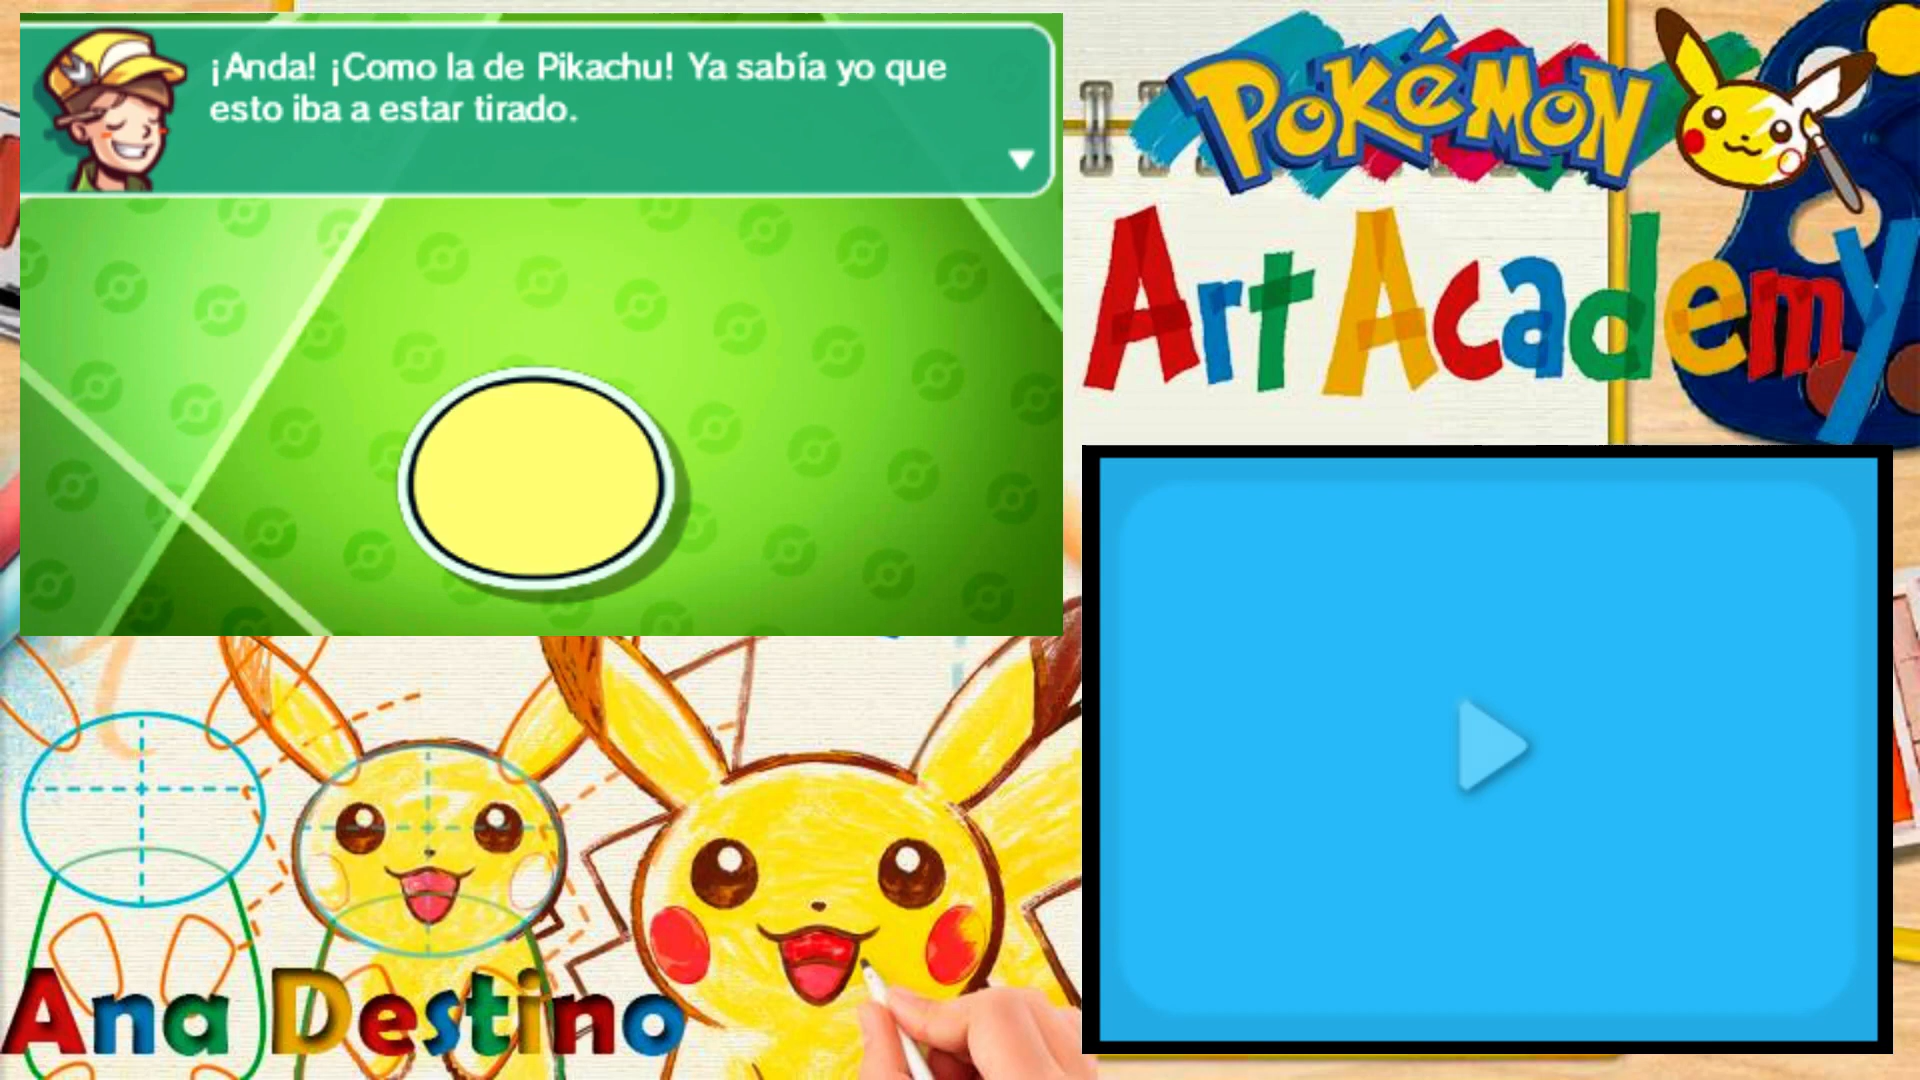 ¡Anda! ¡Como la de Pikachu! Ya sabía yo que
esto iba a estar tirado.
POKéMON
Art Academy
Ana Destino